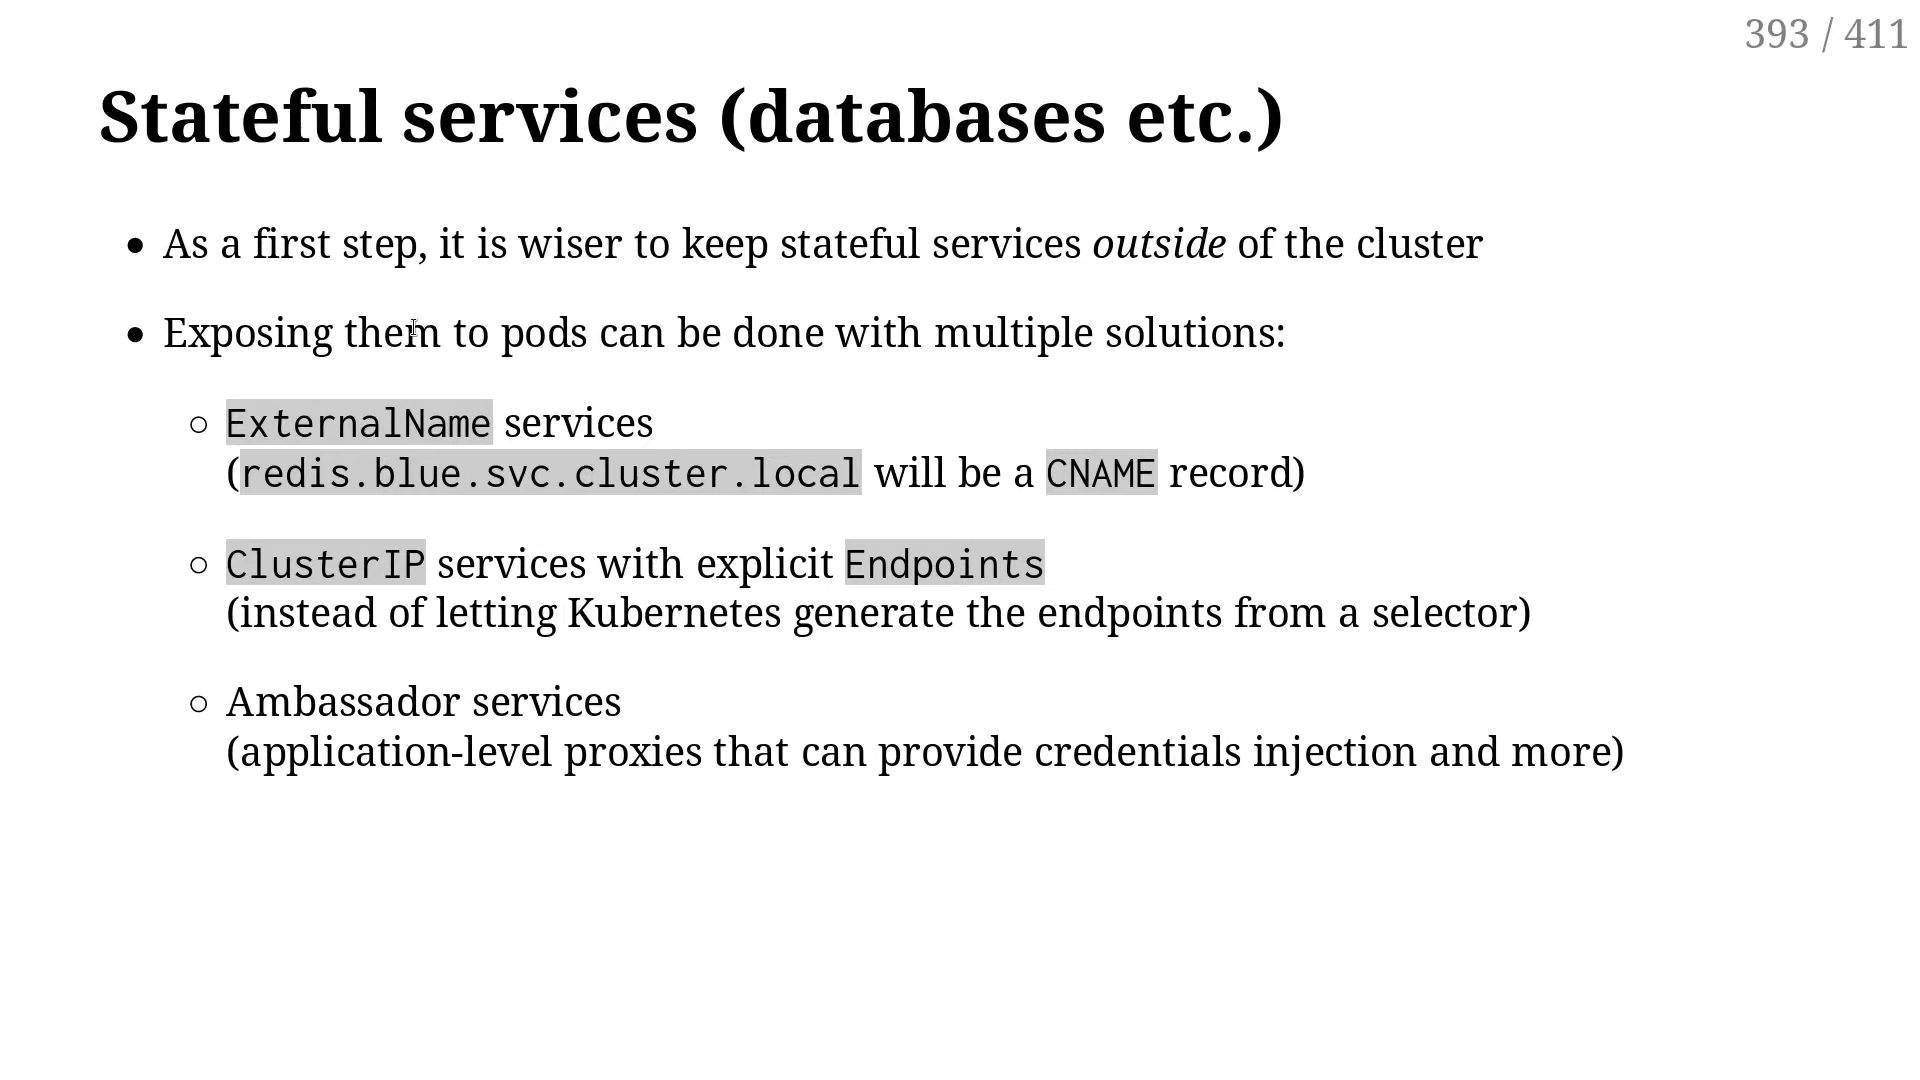 393 / 411
Stateful services (databases etc.)
As a first step, it is wiser to keep stateful services outside of the cluster
Exposing them to pods can be done with multiple solutions:
ExternalName services
(redis.blue.svc.cluster.local will be a CNAME record)
ClusterIP services with explicit Endpoints
(instead of letting Kubernetes generate the endpoints from a selector)
Ambassador services
(application-level proxies that can provide credentials injection and more)